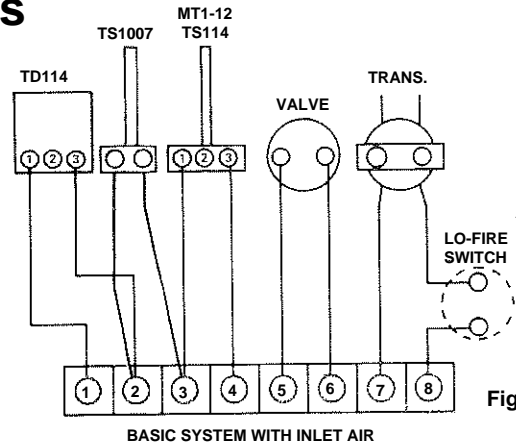 S
MT1-12
TS1007 TS114
TD114 TRANS.
VALVE
1 2 3 1 2 3
LO-FIRE
SWITCH
1 2 3 4 5 6 7 8
Fig
BASIC SYSTEM WITH INLET AIR